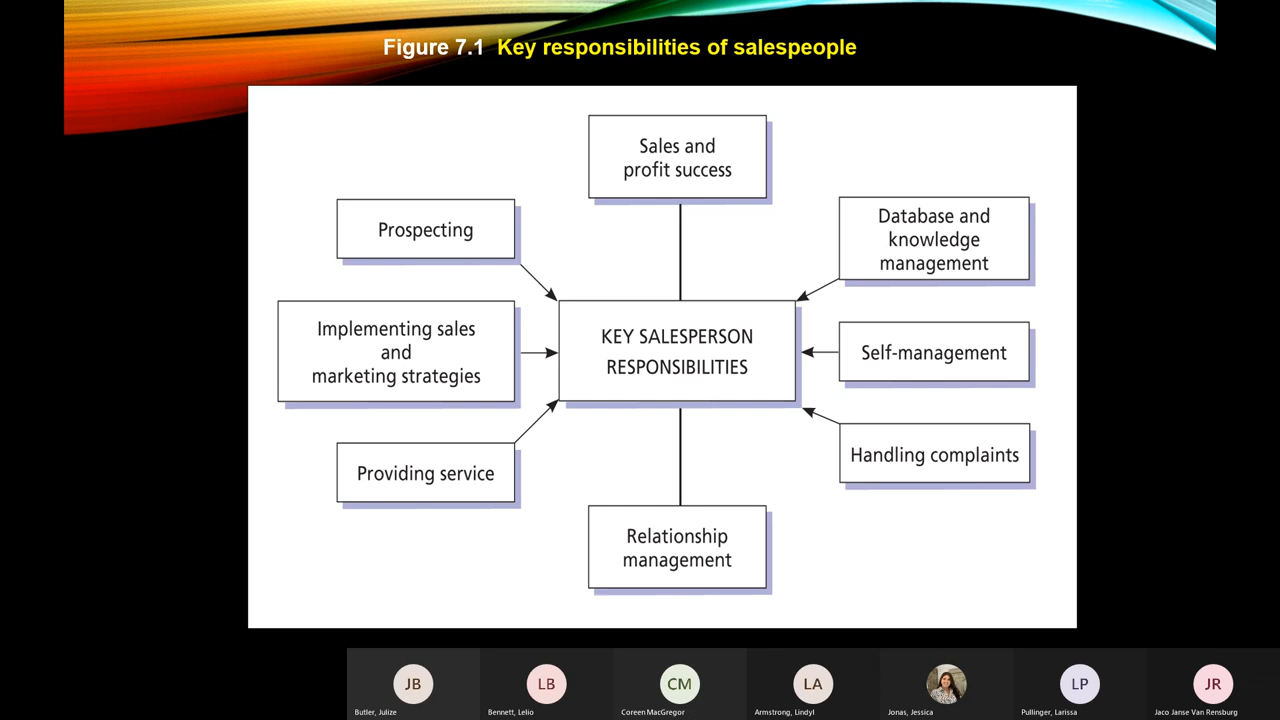 Figure 7.1 Key responsibilities of salespeople
Sales and
profit success
Prospecting
Database and
knowledge
management
Implementing sales
and
marketing strategies
KEY SALESPERSON
RESPONSIBILITIES
Self-management
Providing service
Handling complaints
Relationship
management
JB
LB
CM
LA
LP
JR
Butler, Julize
Bennett, Lelio
Coreen MacGregor
Armstrong, Lindyl
Jonas, Jessica
Pullinger, Larissa
Jaco Janse Van Rensburg